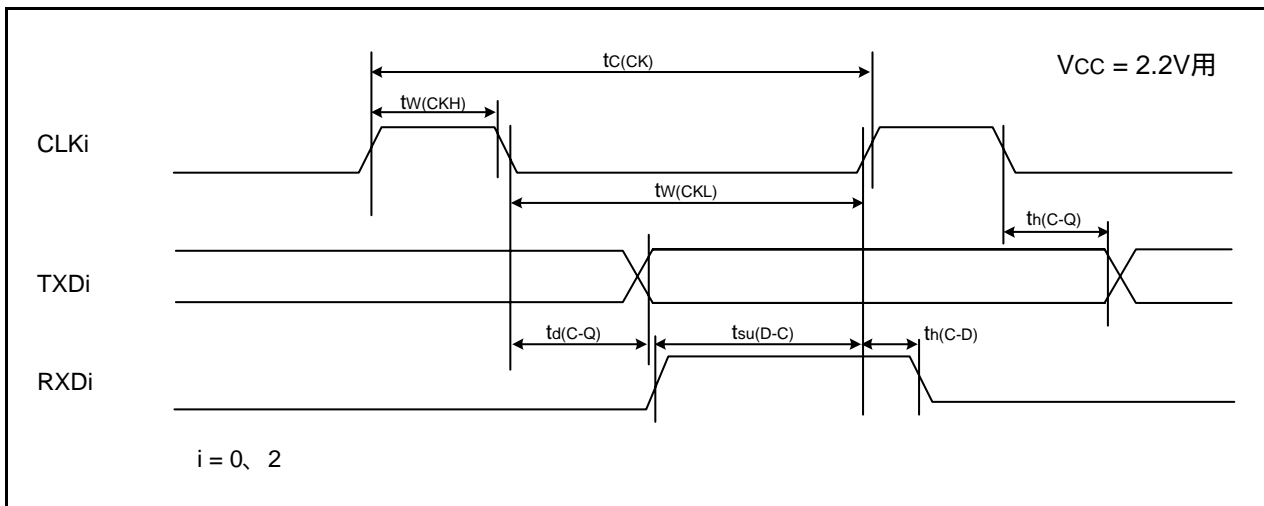 tC(CK)
VCC = 2.2V用
tW(CKH)
CLKi
tW(CKL)
th(C-Q)
TXDi
td(C-Q)
tsu(D-C)
th(C-D)
RXDi
i = 0、2